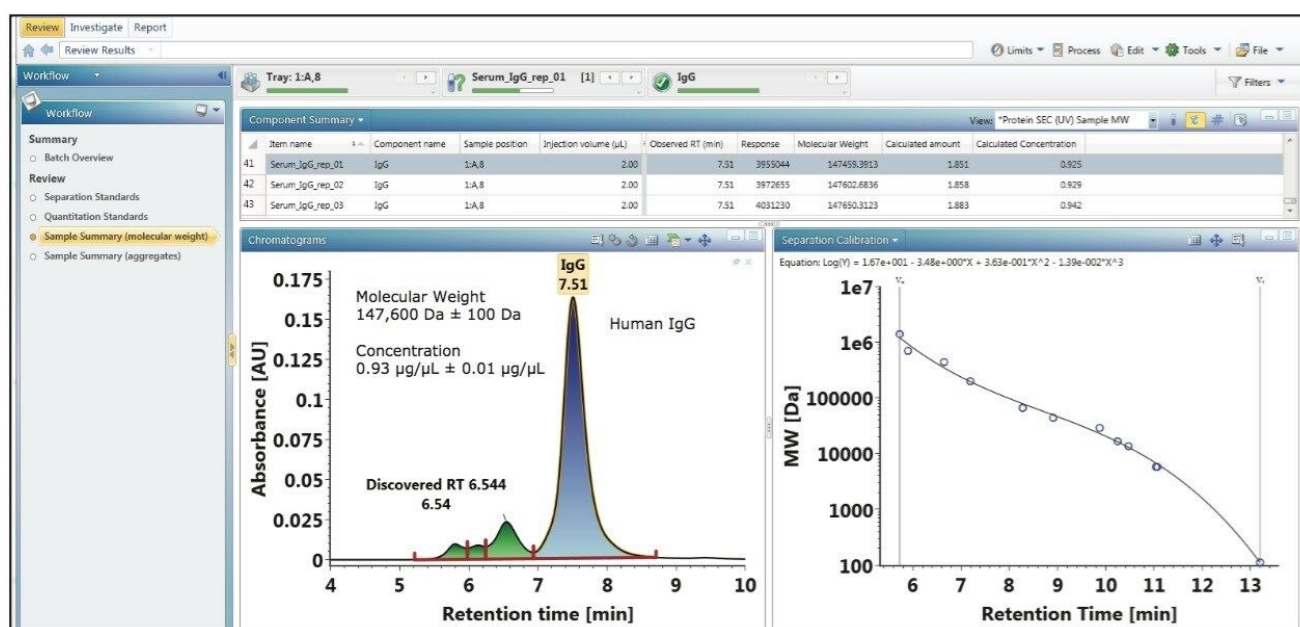 Review Investigate Report
Review Results
Limits Process Edit Tools File
Workflow
Tray: 1:A,8 Serum_IgG_rep_01 [1] IgG
Filters
Workflow
Summary
Batch Overview
Review
Separation Standards
Quantitation Standards
Sample Summary (molecular weight)
Sample Summary (aggregates)
Component Summary View: *Protein SEC (UV) Sample MW
Item name 1 Component name Sample position Injection volume (µL) Observed RT (min) Response Molecular Weight Calculated amount Calculated Concentration
41 Serum_IgG_rep_01 IgG 1:A,8 2.00 7.51 3955044 147459.3913 1.851 0.925
42 Serum_IgG_rep_02 IgG 1:A,8 2.00 7.51 3972655 147602.6836 1.858 0.929
43 Serum_IgG_rep_03 IgG 1:A,8 2.00 7.51 4031230 147650.3123 1.883 0.942
Chromatograms
IgG
7.51
Molecular Weight
147,600 Da ± 100 Da
Human IgG
Concentration
0.93 µg/µL ± 0.01 µg/µL
Discovered RT 6.544
6.54
Absorbance [AU]
0.175
0.15
0.125
0.1
0.075
0.05
0.025
0
4 5 6 7 8 9 10
Retention time [min]
Separation Calibration
Equation: Log(Y) = 1.67e+001 - 3.48e+000*X + 3.63e-001*X^2 - 1.39e-002*X^3
MW [Da]
1e7
1e6
100000
10000
1000
100
6 7 8 9 10 11 12 13
Retention Time [min]